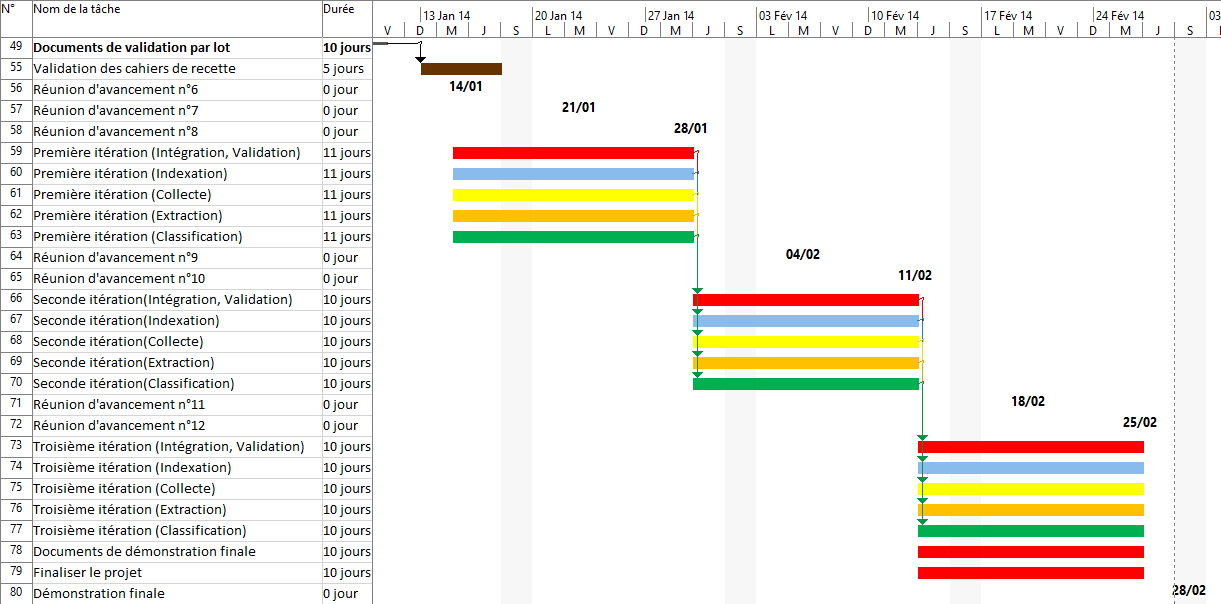 N° Nom de la tâche Durée 13 Jan 14 20 Jan 14 27 Jan 14 03 Fév 14 10 Fév 14 17 Fév 14 24 Fév 14 03
V D M J S L M V D M J S L M V D M J S L M V D M J S
49 Documents de validation par lot 10 jours
55 Validation des cahiers de recette 5 jours
56 Réunion d'avancement n°6 0 jour 14/01
57 Réunion d'avancement n°7 0 jour 21/01
58 Réunion d'avancement n°8 0 jour 28/01
59 Première itération (Intégration, Validation) 11 jours
60 Première itération (Indexation) 11 jours
61 Première itération (Collecte) 11 jours
62 Première itération (Extraction) 11 jours
63 Première itération (Classification) 11 jours
64 Réunion d'avancement n°9 0 jour 04/02
65 Réunion d'avancement n°10 0 jour 11/02
66 Seconde itération(Intégration, Validation) 10 jours
67 Seconde itération(Indexation) 10 jours
68 Seconde itération(Collecte) 10 jours
69 Seconde itération(Extraction) 10 jours
70 Seconde itération(Classification) 10 jours
71 Réunion d'avancement n°11 0 jour 18/02
72 Réunion d'avancement n°12 0 jour 25/02
73 Troisième itération (Intégration, Validation) 10 jours
74 Troisième itération (Indexation) 10 jours
75 Troisième itération (Collecte) 10 jours
76 Troisième itération (Extraction) 10 jours
77 Troisième itération (Classification) 10 jours
78 Documents de démonstration finale 10 jours
79 Finaliser le projet 10 jours
80 Démonstration finale 0 jour 28/02